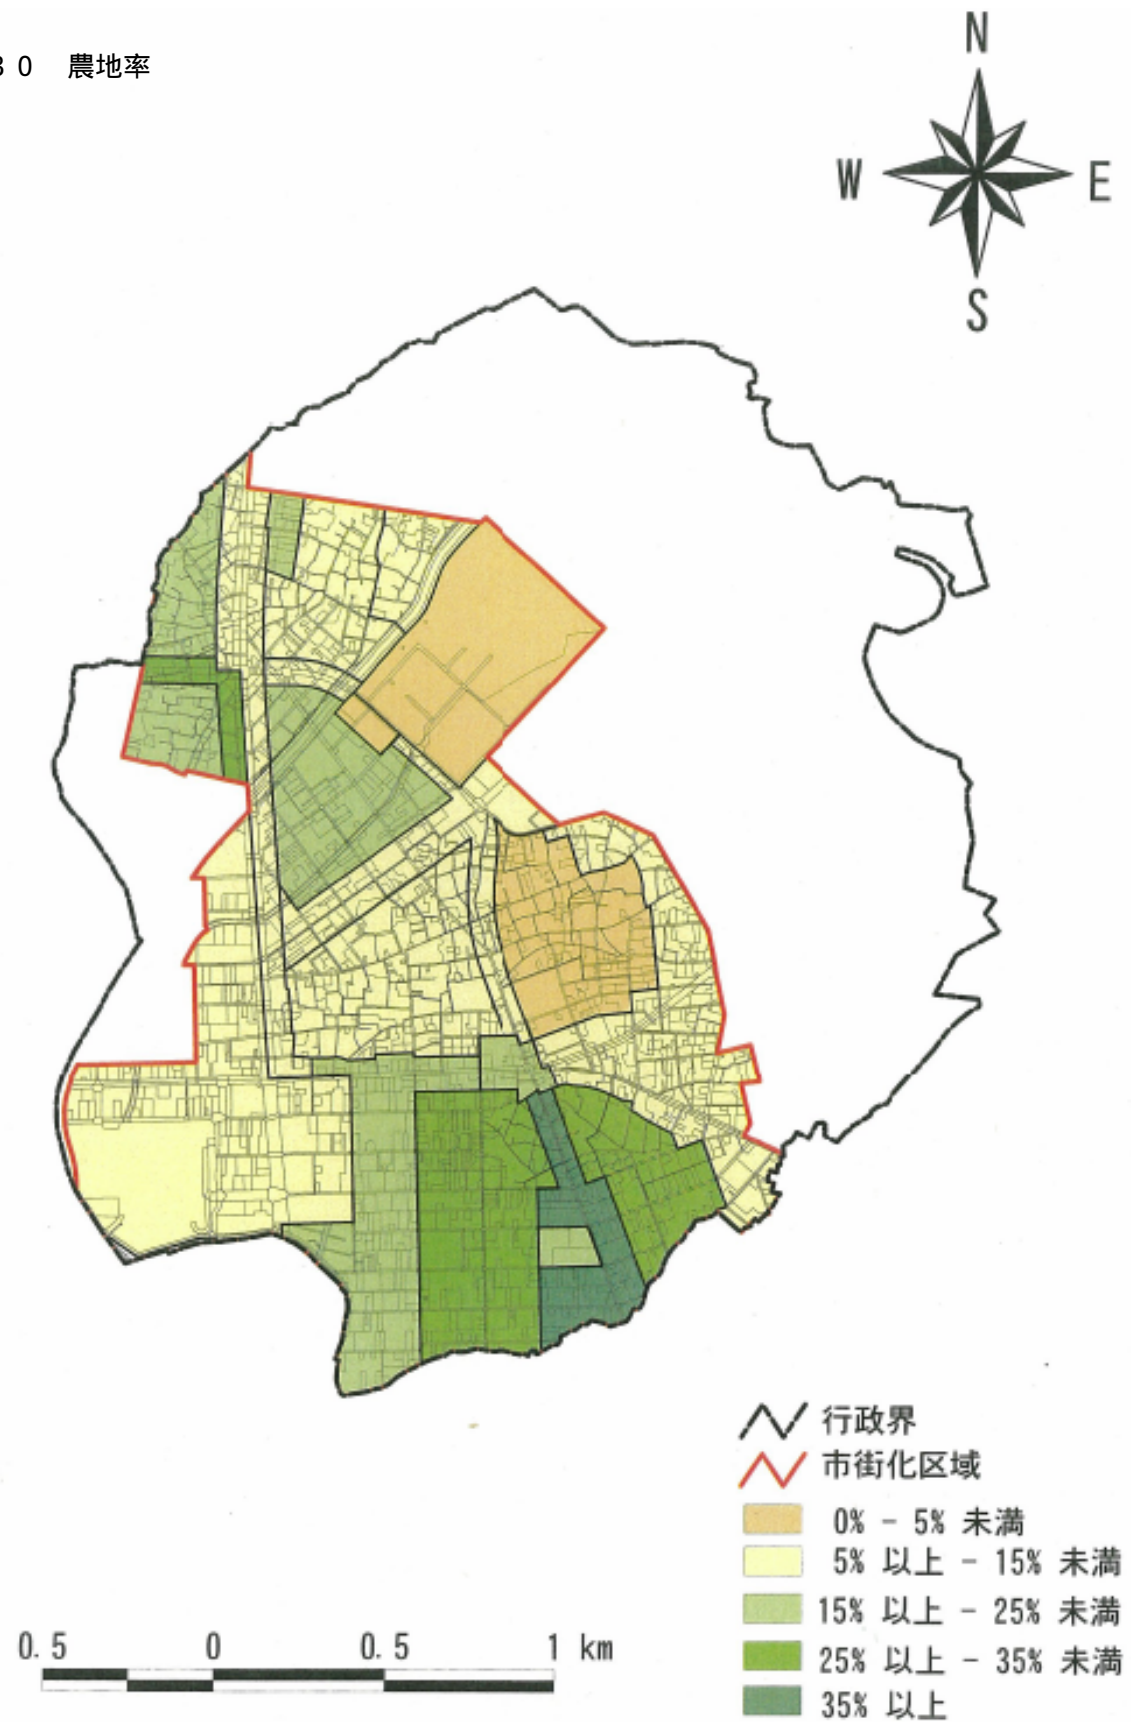 ３０　農地率
N
W
E
S
行政界
市街化区域
0% - 5% 未満
5% 以上 - 15% 未満
15% 以上 - 25% 未満
25% 以上 - 35% 未満
35% 以上
0.5 0 0.5 1 km